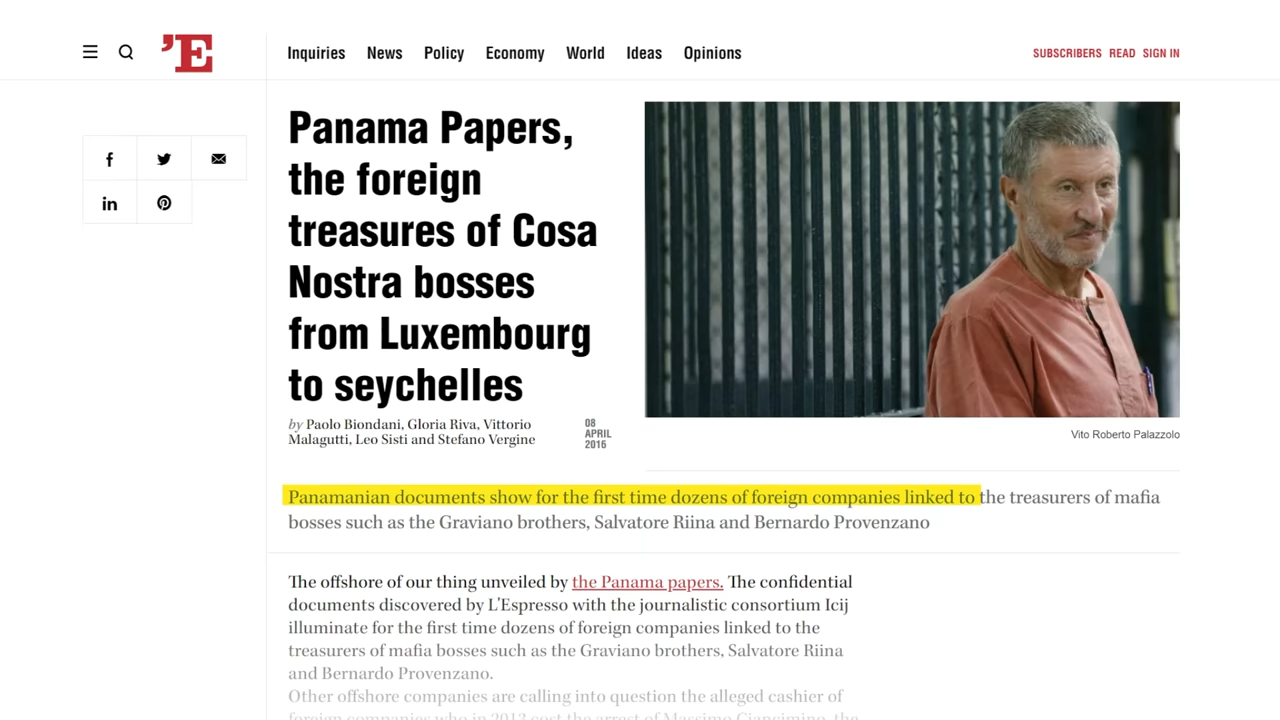 'E
Inquiries News Policy Economy World Ideas Opinions
SUBSCRIBERS READ SIGN IN
f
in
Panama Papers,
the foreign
treasures of Cosa
Nostra bosses
from Luxembourg
to seychelles
by Paolo Biondani, Gloria Riva, Vittorio
Malagutti, Leo Sisti and Stefano Vergine
08
APRIL
2016
Vito Roberto Palazzolo
Panamanian documents show for the first time dozens of foreign companies linked to the treasurers of mafia
bosses such as the Graviano brothers, Salvatore Riina and Bernardo Provenzano
The offshore of our thing unveiled by the Panama papers. The confidential
documents discovered by L'Espresso with the journalistic consortium Icij
illuminate for the first time dozens of foreign companies linked to the
treasurers of mafia bosses such as the Graviano brothers, Salvatore Riina
and Bernardo Provenzano.
Other offshore companies are calling into question the alleged cashier of
foreign companies who in 2013 cost the arrest of Massimo Ciancimino, the